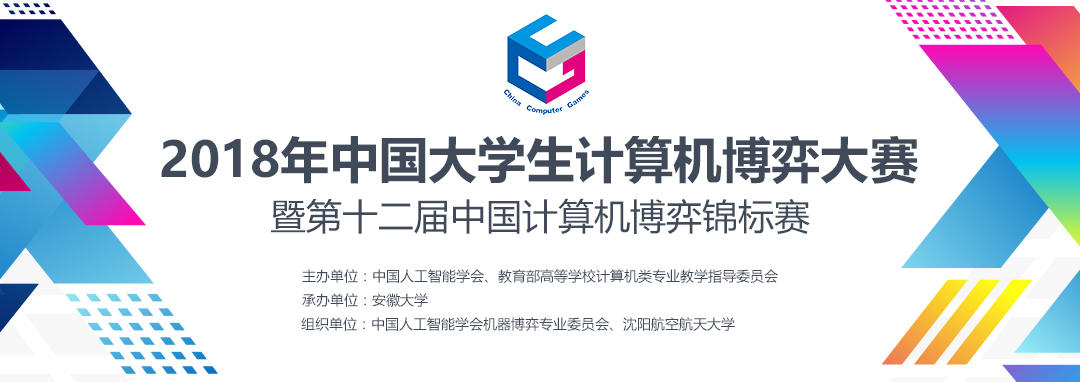 China Computer Games
2018年中国大学生计算机博弈大赛
暨第十二届中国计算机博弈锦标赛
主办单位：中国人工智能学会、教育部高等学校计算机类专业教学指导委员会
承办单位：安徽大学
组织单位：中国人工智能学会机器博弈专业委员会、沈阳航空航天大学